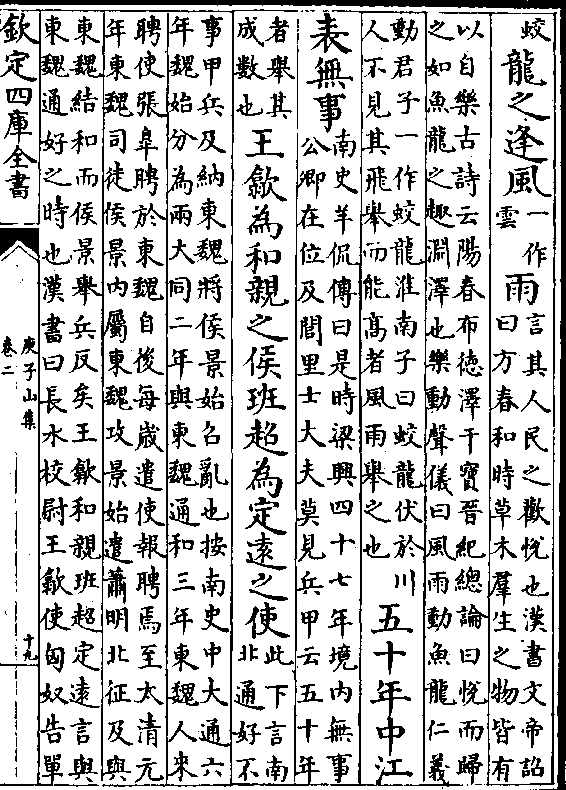 蛟龍之逢風一作雲雨言其人民之歡悅也漢書文帝詔曰方春和時草木羣生之物皆有
以自樂古詩云陽春布德澤干寶晉紀總論曰悅而歸之如魚龍之趣淵澤也樂動聲儀曰風雨動魚龍仁義
動君子一作蛟龍淮南子曰蛟龍伏於川人不見其飛舉而能高者風雨舉之也五十年中江
表無事南史羊侃傳曰是時梁興四十七年境内無事公卿在位及閭里士大夫莫見兵甲云五十年
者舉其成數也王歙為和親之侯班超為定遠之使此下言南北通好不
事甲兵及納東魏將侯景始召亂也按南史中大通六年魏始分為兩大同二年與東魏通和三年東魏人來
聘使張皐聘於東魏自後每歲遣使報聘焉至太清元年東魏司徒侯景内屬東魏攻景始遣蕭明北征及與
東魏結和而侯景舉兵反矣王歙和親班超定遠言與東魏通好之時也漢書曰長水校尉王歙使匈奴告單
欽定四庫全書
庾子山集
卷二
十九